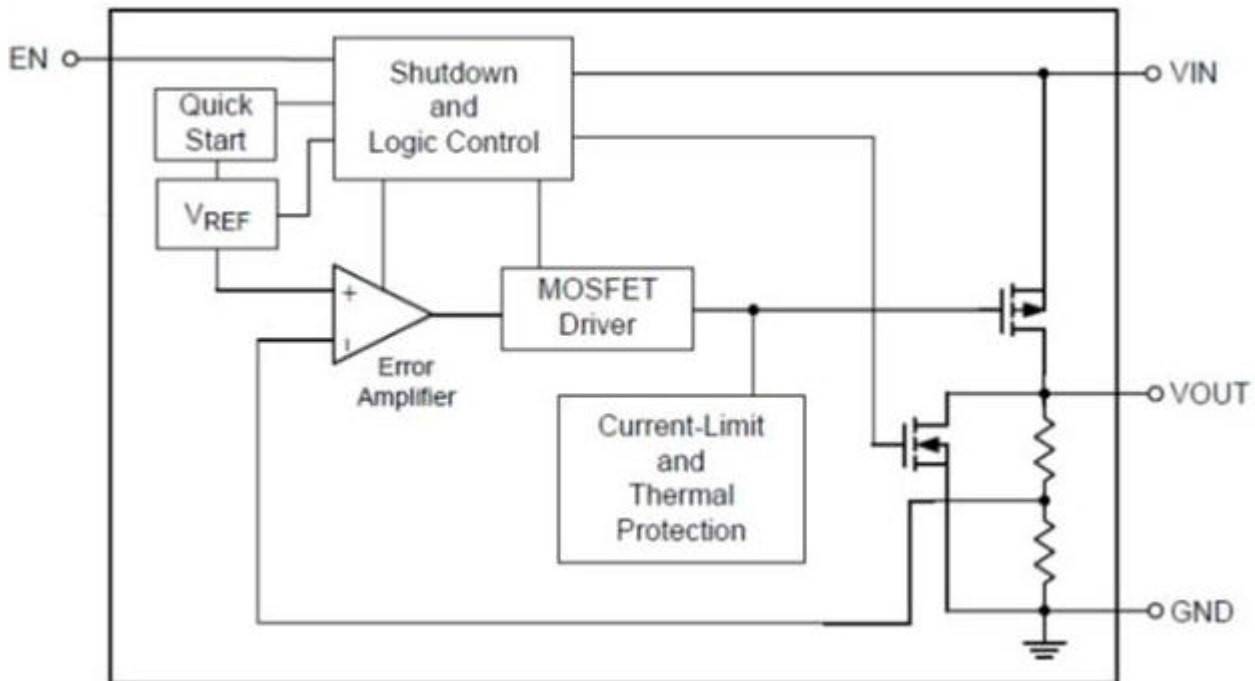 EN
Shutdown
and
Logic Control
VIN
Quick
Start
VREF
+
-
MOSFET
Driver
Error
Amplifier
VOUT
Current-Limit
and
Thermal
Protection
GND